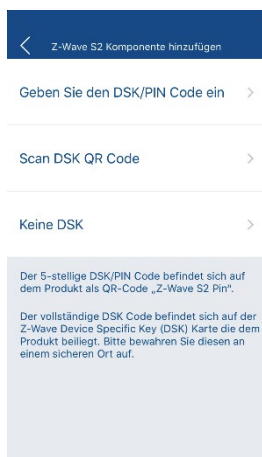 Z-Wave S2 Komponente hinzufügen
Geben Sie den DSK/PIN Code ein
Scan DSK QR Code
Keine DSK
Der 5-stellige DSK/PIN Code befindet sich auf
dem Produkt als QR-Code „Z-Wave S2 Pin“.
Der vollständige DSK Code befindet sich auf der
Z-Wave Device Specific Key (DSK) Karte die dem
Produkt beiliegt. Bitte bewahren Sie diesen an
einem sicheren Ort auf.